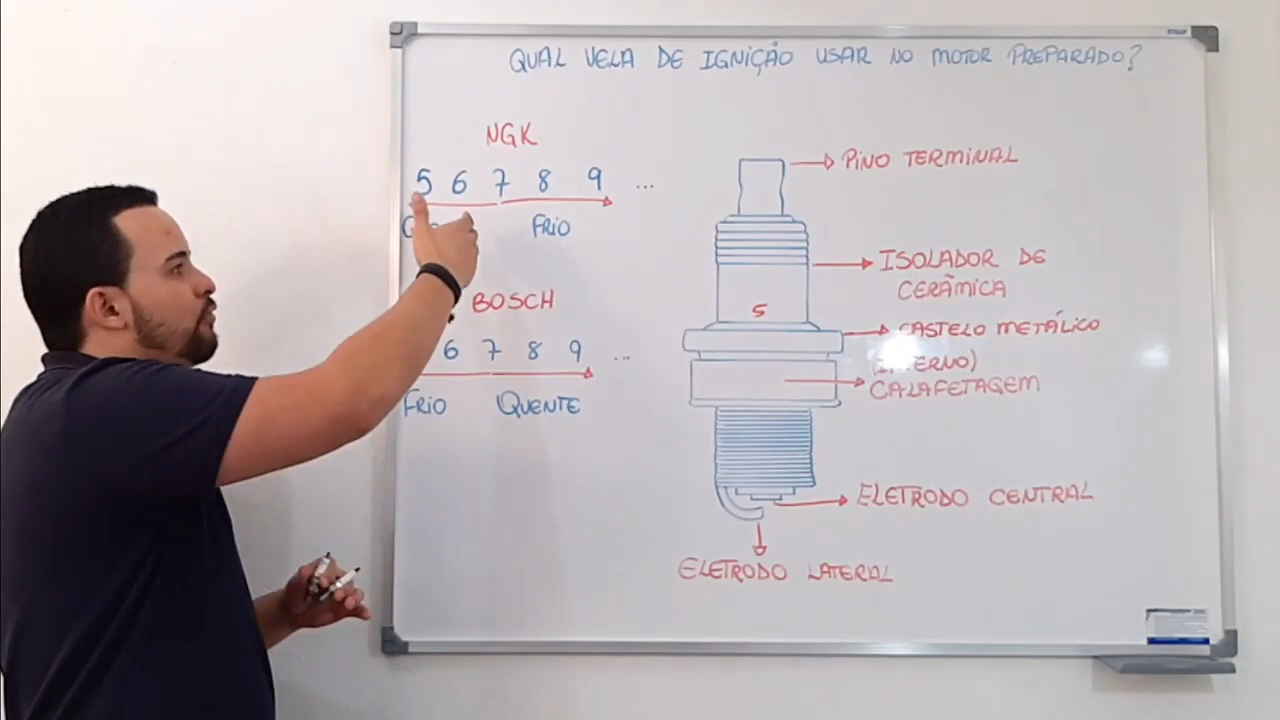 QUAL VELA DE IGNIÇÃO USAR NO MOTOR PREPARADO?
NGK
5 6 7 8 9 ...
FRIO
BOSCH
6 7 8 9 ...
FRIO QUENTE
PINO TERMINAL
ISOLADOR DE
CERÂMICA
5
CASTELO METÁLICO
CALAFETAGEM
ELETRODO CENTRAL
ELETRODO LATERAL